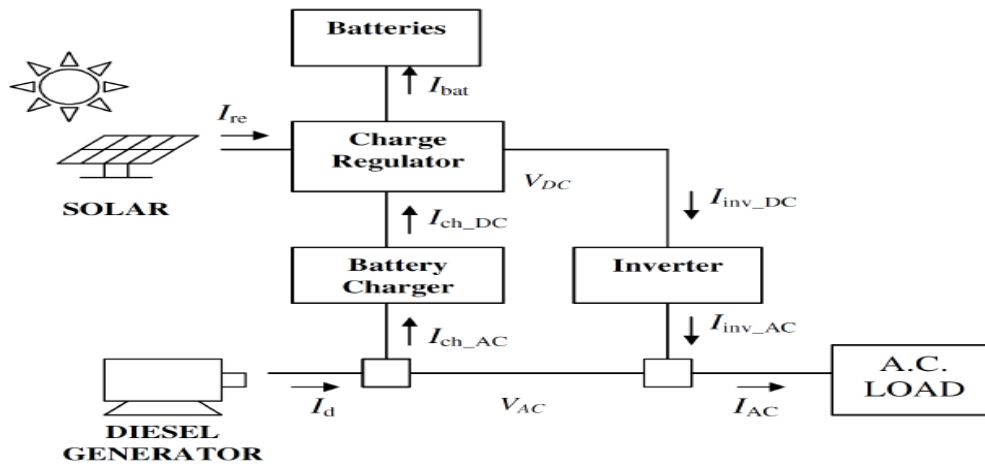 Batteries
I_bat
I_re
Charge
Regulator
V_DC
SOLAR
I_ch_DC
I_inv_DC
Battery
Charger
Inverter
I_ch_AC
I_inv_AC
A.C.
LOAD
I_d
V_AC
I_AC
DIESEL
GENERATOR